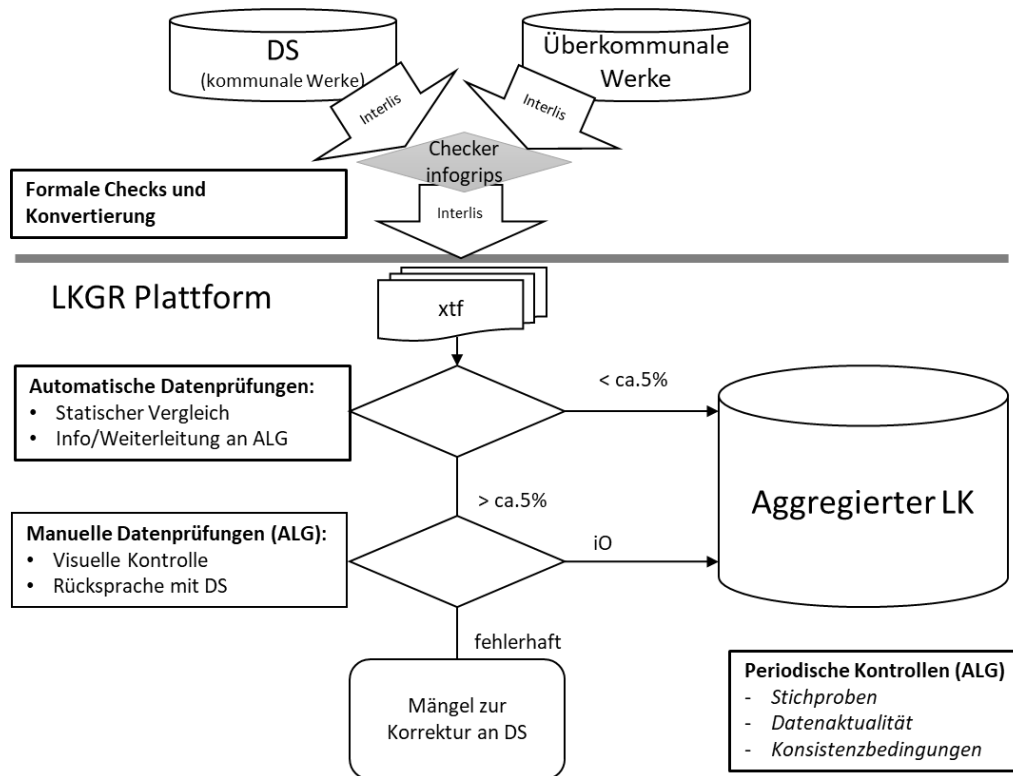 DS
(kommunale Werke)
Überkommunale
Werke
Interlis
Interlis
Checker
infogrips
Formale Checks und
Konvertierung
Interlis
LKGR Plattform
xtf
Automatische Datenprüfungen:
• Statischer Vergleich
• Info/Weiterleitung an ALG
< ca.5%
Aggregierter LK
> ca.5%
Manuelle Datenprüfungen (ALG):
• Visuelle Kontrolle
• Rücksprache mit DS
iO
fehlerhaft
Mängel zur
Korrektur an DS
Periodische Kontrollen (ALG)
- Stichproben
- Datenaktualität
- Konsistenzbedingungen